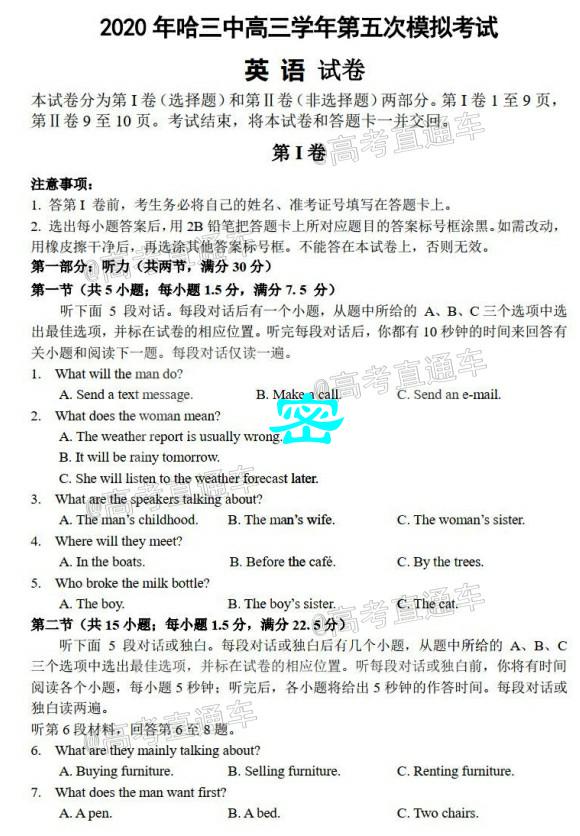 2020 年哈三中高三学年第五次模拟考试
英 语 试卷
本试卷分为第 I 卷（选择题）和第 II 卷（非选择题）两部分。第 I 卷 1 至 9 页，
第 II 卷 9 至 10 页。考试结束，将本试卷和答题卡一并交回。
第 I 卷
@高考直通车
注意事项：
1. 答第 I 卷前，考生务必将自己的姓名、准考证号填写在答题卡上。
2. 选出每小题答案后，用 2B 铅笔把答题卡上所对应题目的答案标号框涂黑。如需改动，
用橡皮擦干净后，再选涂其他答案标号框。不能答在本试卷上，否则无效。
@高考直通车
第一部分：听力（共两节，满分 30 分）
第一节（共 5 小题；每小题 1.5 分，满分 7. 5 分）
听下面 5 段对话。每段对话后有一个小题，从题中所给的 A、B、C 三个选项中选
出最佳选项，并标在试卷的相应位置。听完每段对话后，你都有 10 秒钟的时间来回答有
关小题和阅读下一题。每段对话仅读一遍。
@高考直通车
1. What will the man do?
A. Send a text message. B. Make a call. C. Send an e-mail.
密
2. What does the woman mean?
A. The weather report is usually wrong.
B. It will be rainy tomorrow.
C. She will listen to the weather forecast later.
@高考直通车
3. What are the speakers talking about?
A. The man's childhood. B. The man's wife. C. The woman's sister.
4. Where will they meet?
A. In the boats. B. Before the café. C. By the trees.
5. Who broke the milk bottle?
A. The boy. B. The boy's sister. C. The cat.
@高考直通车
第二节（共 15 小题；每小题 1.5 分，满分 22. 5 分）
听下面 5 段对话或独白。每段对话或独白后有几个小题，从题中所给的 A、B、C
三个选项中选出最佳选项，并标在试卷的相应位置。听每段对话或独白前，你将有时间
阅读各个小题，每小题 5 秒钟；听完后，各小题将给出 5 秒钟的作答时间。每段对话或
独白读两遍。
听第 6 段材料，回答第 6 至 8 题。
@高考直通车
6. What are they mainly talking about?
A. Buying furniture. B. Selling furniture. C. Renting furniture.
7. What does the man want first?
A. A pen. B. A bed. C. Two chairs.